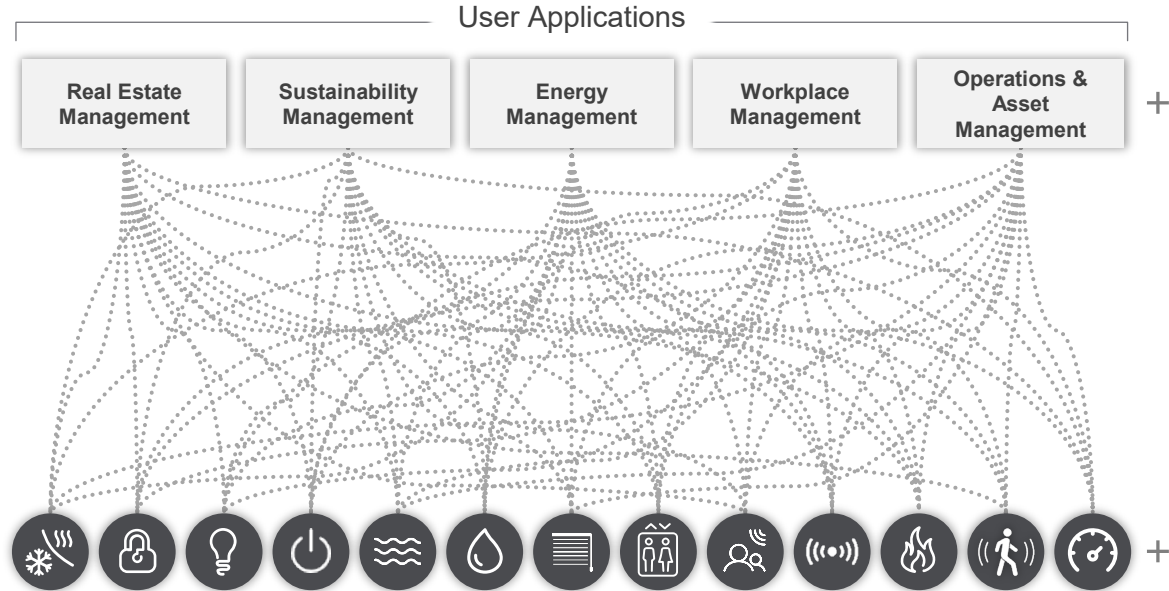 User Applications
Real Estate
Management
Sustainability
Management
Energy
Management
Workplace
Management
Operations &
Asset
Management
+
+